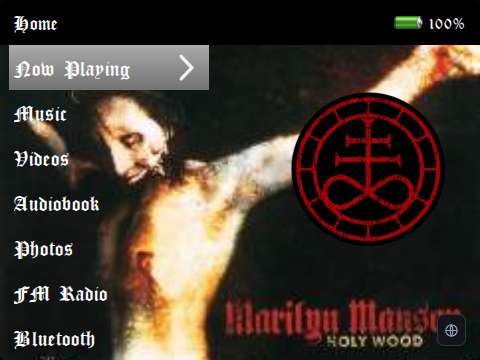 Home
100%
Now Playing
Music
Videos
Audiobook
Photos
FM Radio
Bluetooth
Marilyn Manson
HOLY WOOD